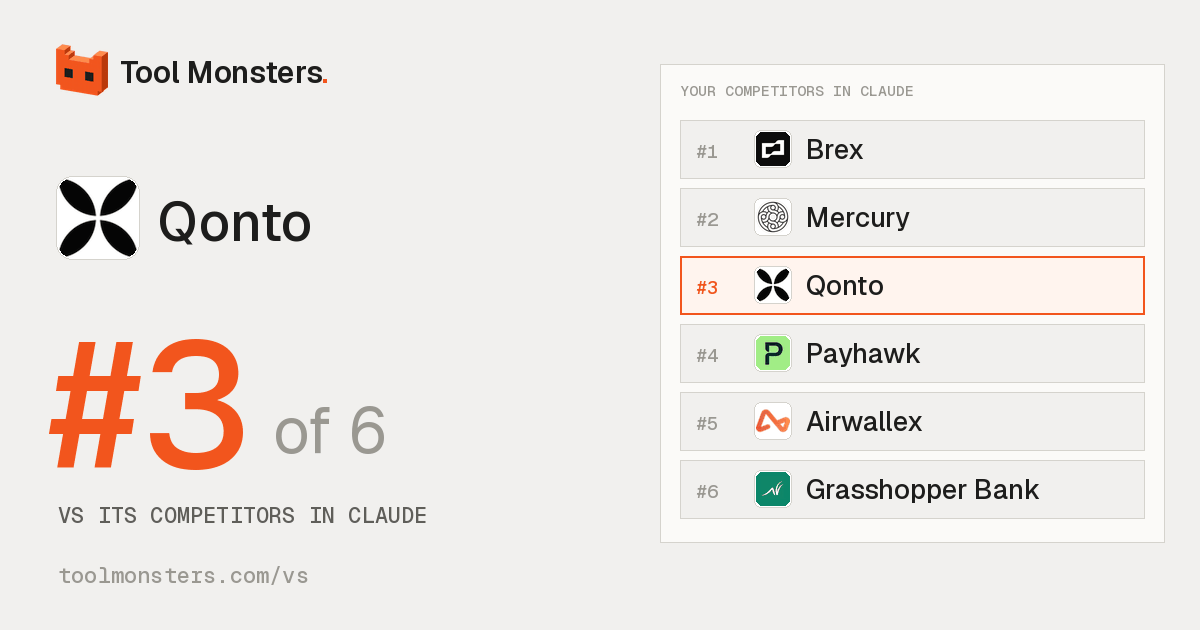 Tool Monsters.
Qonto
#3 of 6
VS ITS COMPETITORS IN CLAUDE
toolmonsters.com/vs
YOUR COMPETITORS IN CLAUDE
#1 Brex
#2 Mercury
#3 Qonto
#4 Payhawk
#5 Airwallex
#6 Grasshopper Bank